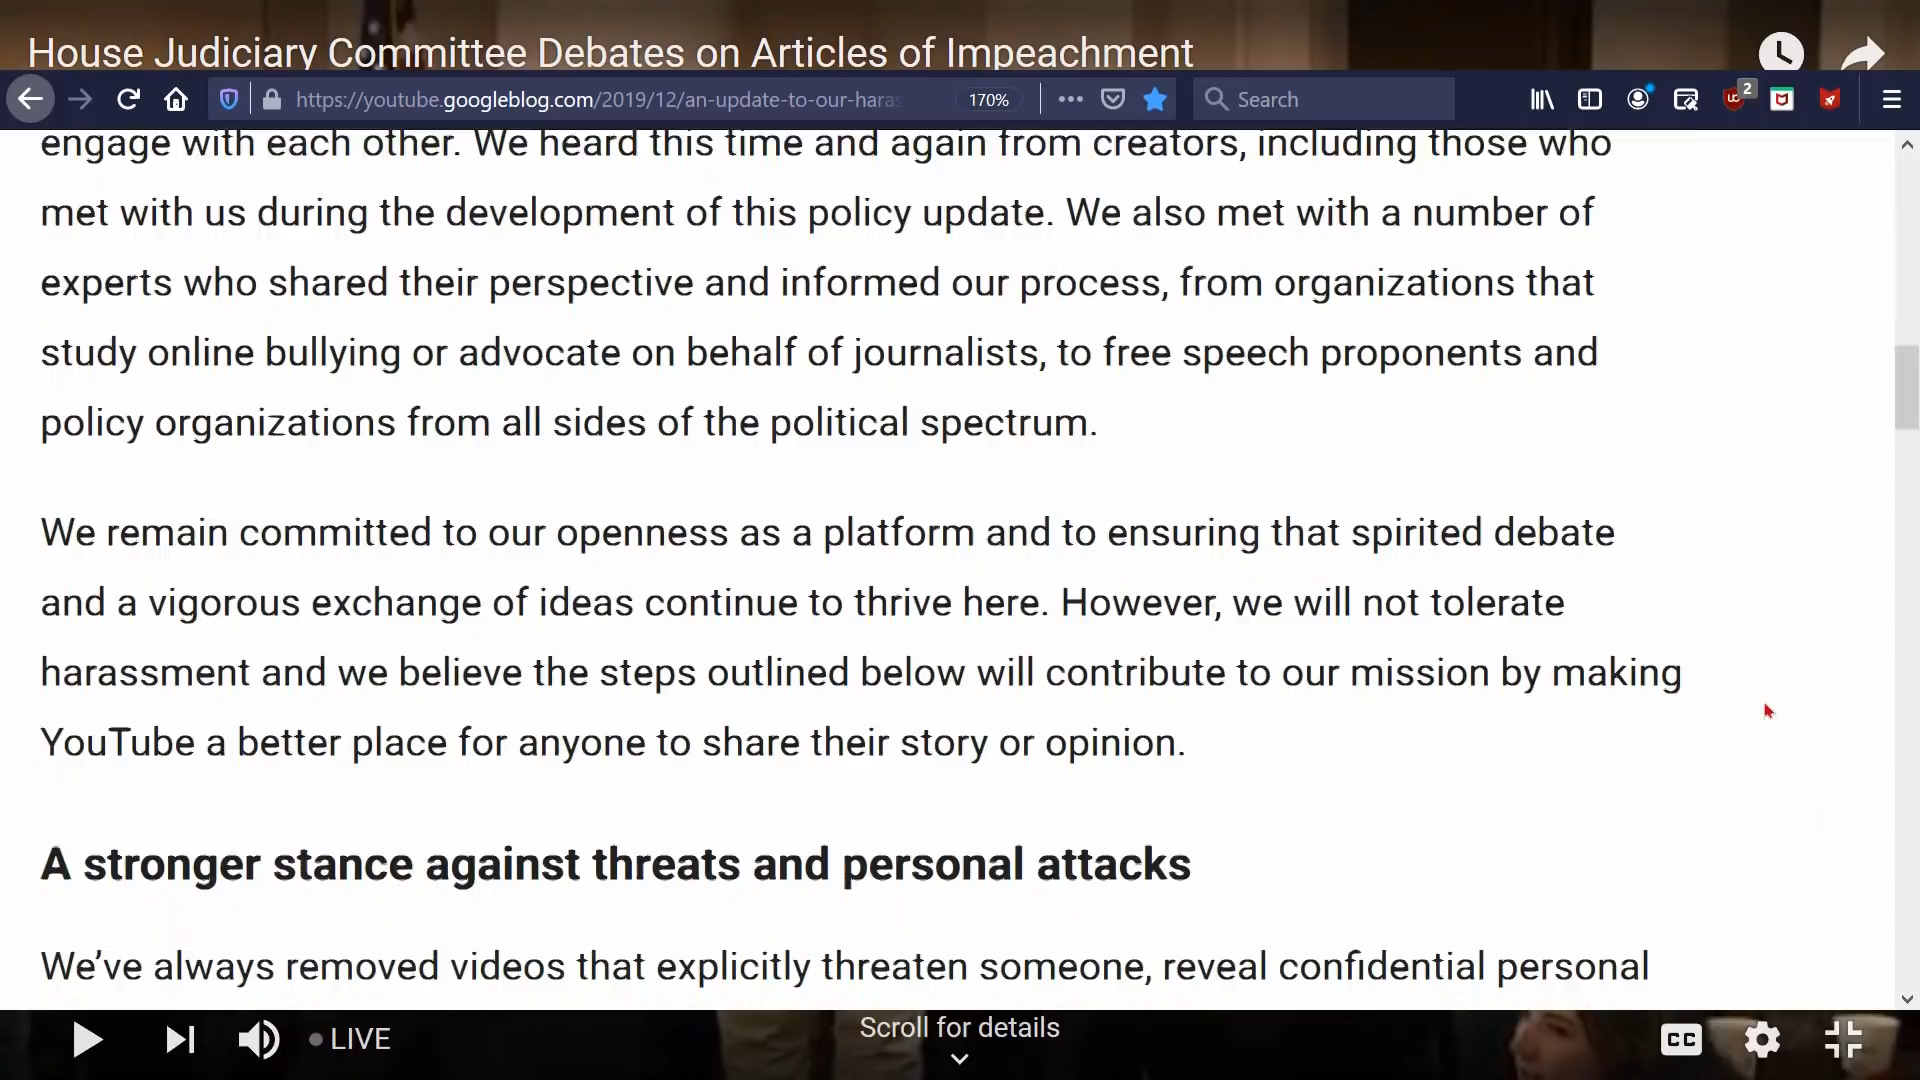 House Judiciary Committee Debates on Articles of Impeachment
https://youtube.googleblog.com/2019/12/an-update-to-our-haras
170%
Search
2
engage with each other. We heard this time and again from creators, including those who
met with us during the development of this policy update. We also met with a number of
experts who shared their perspective and informed our process, from organizations that
study online bullying or advocate on behalf of journalists, to free speech proponents and
policy organizations from all sides of the political spectrum.
We remain committed to our openness as a platform and to ensuring that spirited debate
and a vigorous exchange of ideas continue to thrive here. However, we will not tolerate
harassment and we believe the steps outlined below will contribute to our mission by making
YouTube a better place for anyone to share their story or opinion.
A stronger stance against threats and personal attacks
We’ve always removed videos that explicitly threaten someone, reveal confidential personal
LIVE
Scroll for details
CC